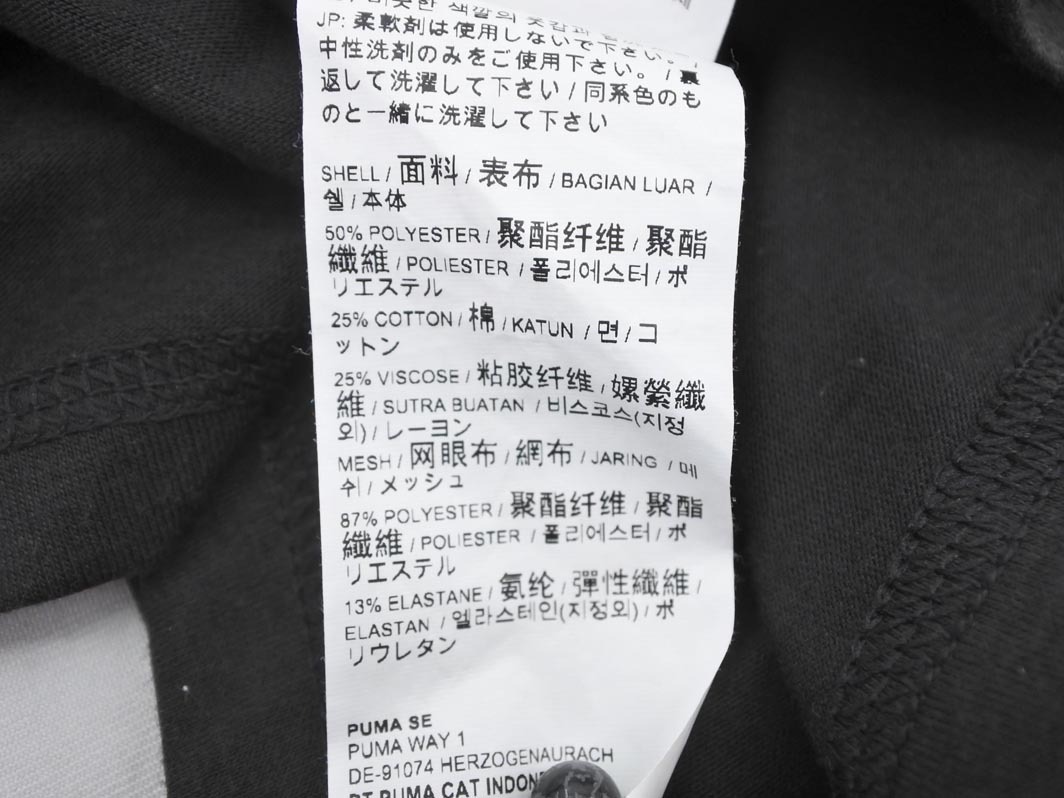 JP: 柔軟剤は使用しないで下さい。/
中性洗剤のみをご使用下さい。/ 裏
返して洗濯して下さい / 同系色のも
のと一緒に洗濯して下さい
SHELL / 面料 / 表布 / BAGIAN LUAR /
쉘 / 本体
50% POLYESTER / 聚酯纤维 / 聚酯
纖維 / POLIESTER / 폴리에스터 / ポ
リエステル
25% COTTON / 棉 / KATUN / 면 / コ
ットン
25% VISCOSE / 粘胶纤维 / 嫘縈纖
維 / SUTRA BUATAN / 비스코스(지정
외) / レーヨン
MESH / 网眼布 / 網布 / JARING / 메
쉬 / メッシュ
87% POLYESTER / 聚酯纤维 / 聚酯
纖維 / POLIESTER / 폴리에스터 / ポ
リエステル
13% ELASTANE / 氨纶 / 彈性纖維 /
ELASTAN / 엘라스테인(지정외) / ポ
リウレタン
PUMA SE
PUMA WAY 1
DE-91074 HERZOGENAURACH
PT PUMA CAT